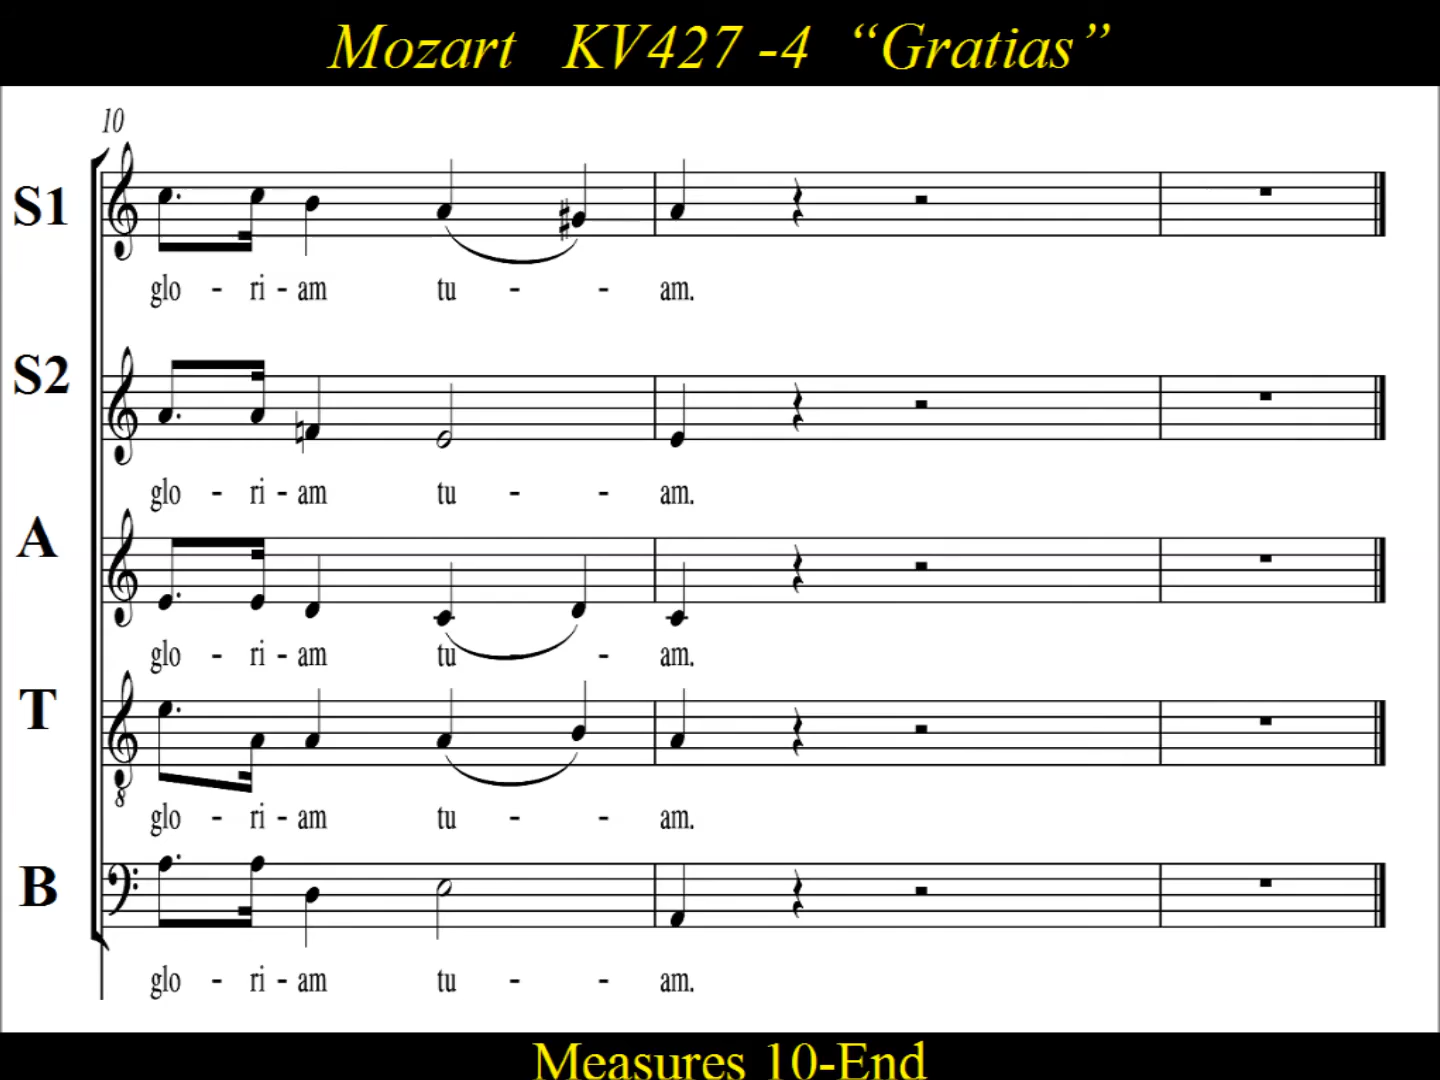 Mozart KV427 -4 “Gratias”
10
S1
glo - ri - am tu - - am.
S2
glo - ri - am tu - - am.
A
glo - ri - am tu - am.
T
8
glo - ri - am tu - - am.
B
glo - ri - am tu - - am.
Measures 10-End